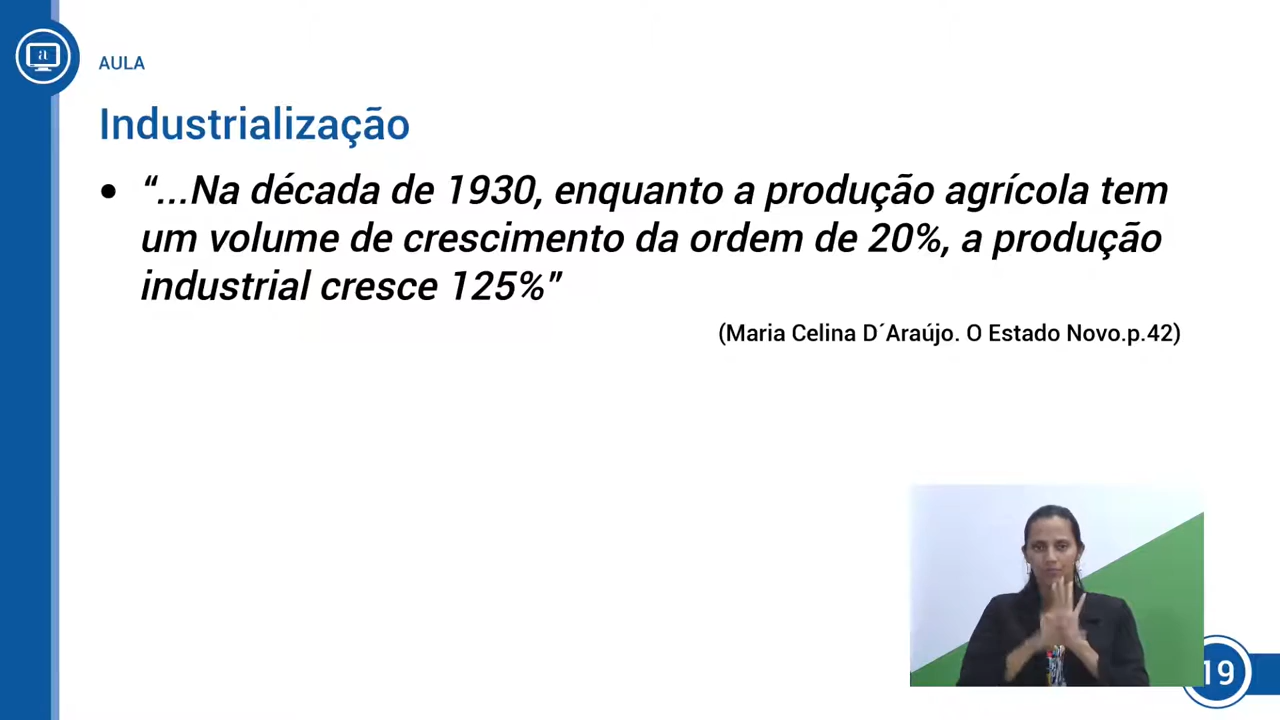 AULA
Industrialização
• “...Na década de 1930, enquanto a produção agrícola tem
um volume de crescimento da ordem de 20%, a produção
industrial cresce 125%”
(Maria Celina D´Araújo. O Estado Novo.p.42)
19